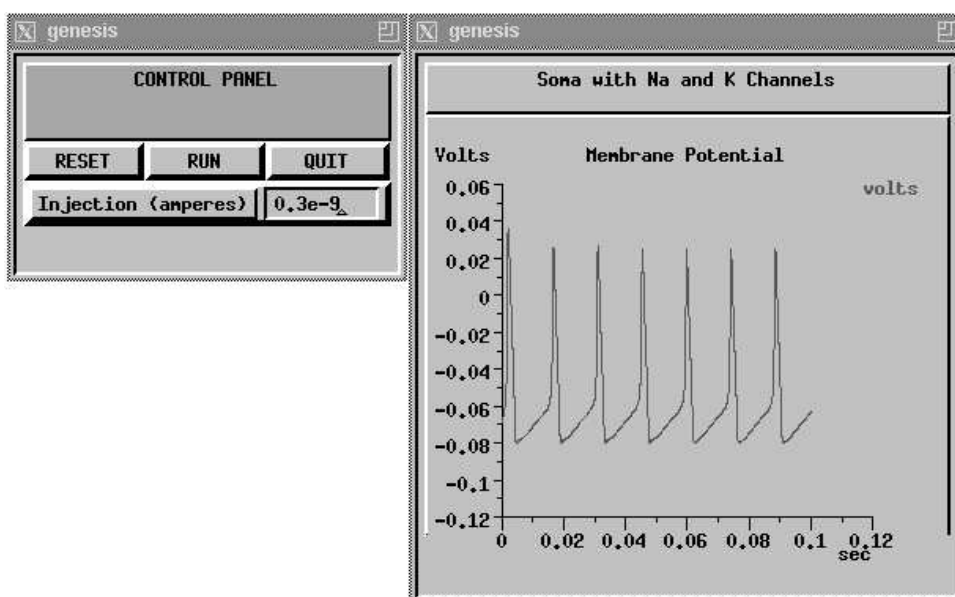 genesis
CONTROL PANEL
RESET RUN QUIT
Injection (amperes) 0.3e-9
genesis
Soma with Na and K Channels
Volts Membrane Potential
volts
0.06
0.04
0.02
0
-0.02
-0.04
-0.06
-0.08
-0.1
-0.12
0 0.02 0.04 0.06 0.08 0.1 0.12
sec